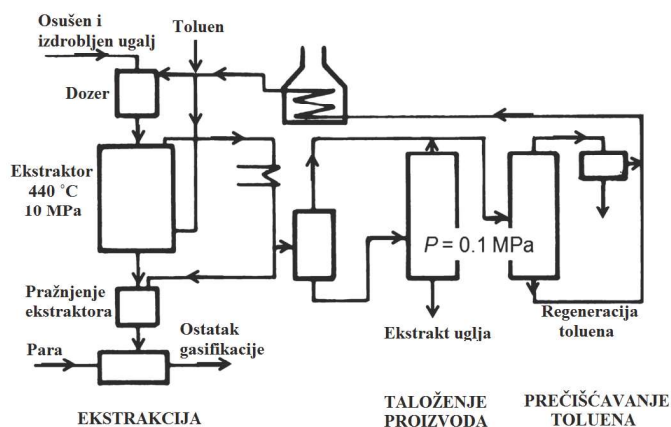 Osušen i
izdrobljen ugalj
Toluen
Dozer
Ekstraktor
440 ˚C
10 MPa
P = 0.1 MPa
Pražnjenje
ekstraktora
Ekstrakt uglja
Regeneracija
toluena
Para
Ostatak
gasifikacije
EKSTRAKCIJA
TALOŽENJE
PROIZVODA
PREČIŠĆAVANJE
TOLUENA